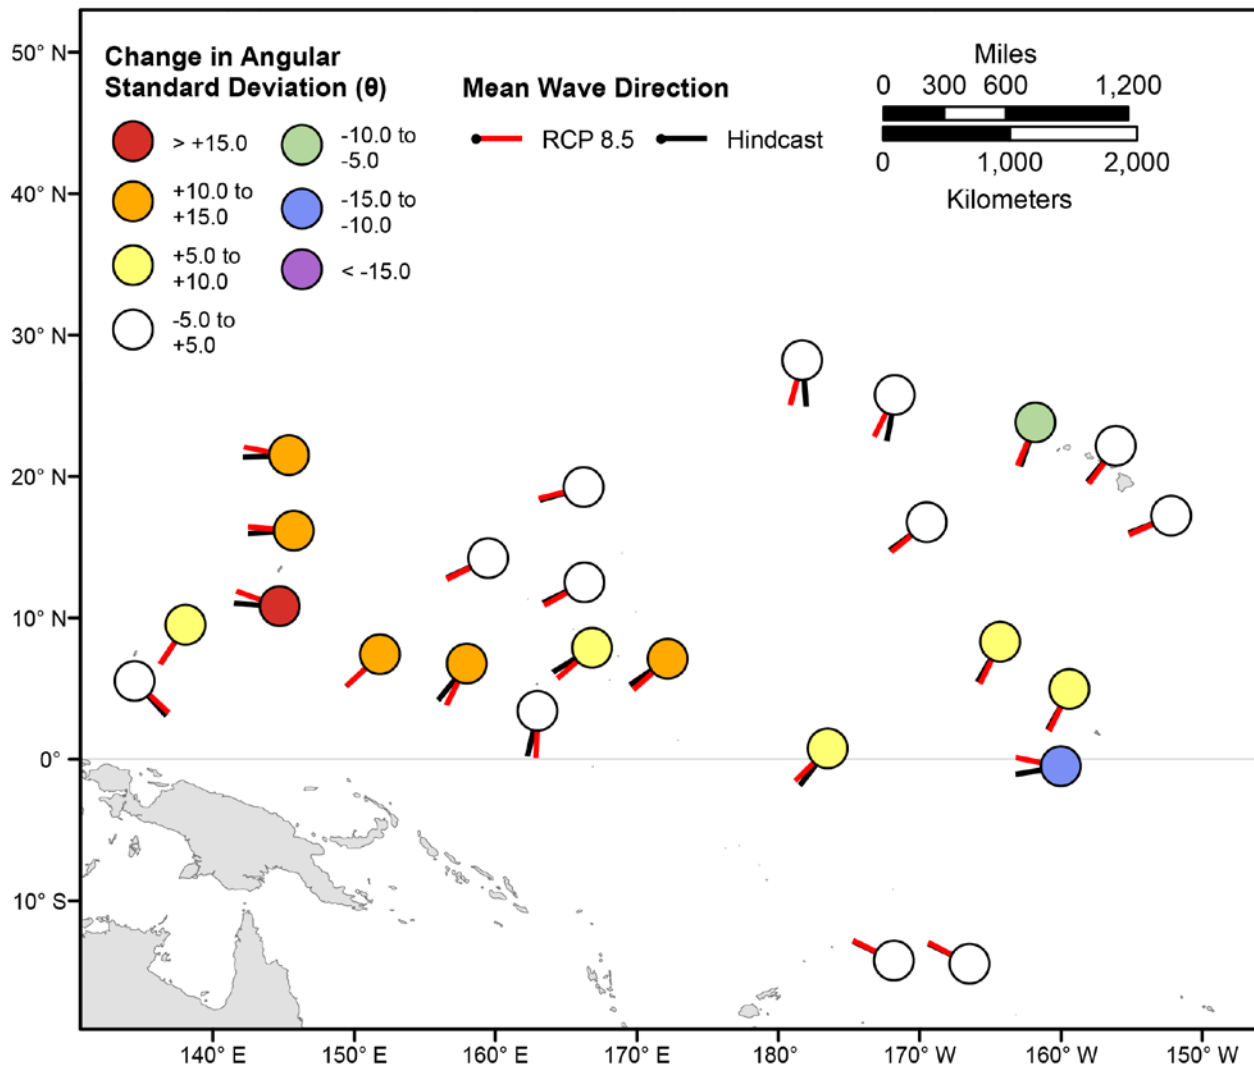 50° N
40° N
30° N
20° N
10° N
0°
10° S
Change in Angular
Standard Deviation (θ)
> +15.0
+10.0 to
+15.0
+5.0 to
+10.0
-5.0 to
+5.0
-10.0 to
-5.0
-15.0 to
-10.0
< -15.0
Mean Wave Direction
RCP 8.5 Hindcast
Miles
0 300 600 1,200
0 1,000 2,000
Kilometers
140° E 150° E 160° E 170° E 180° 170° W 160° W 150° W